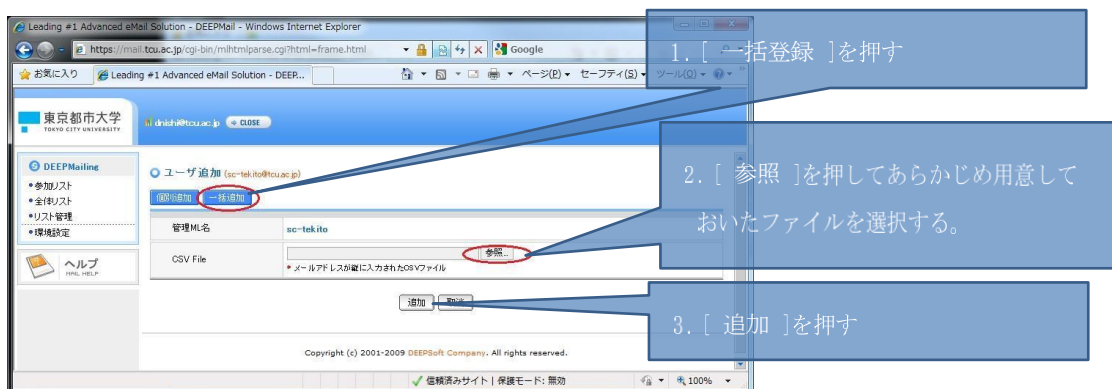 Leading #1 Advanced eMail Solution - DEEPMail - Windows Internet Explorer
https://mail.tcu.ac.jp/cgi-bin/mlhtmlparse.cgi?html=frame.html
Google
お気に入り
Leading #1 Advanced eMail Solution - DEEP...
ページ(P)
セーフティ(S)
ツール(O)
1. [ 一括登録 ]を押す
東京都市大学
TOKYO CITY UNIVERSITY
dnishi@tcu.ac.jp
CLOSE
DEEPMailing
•参加リスト
•全体リスト
•リスト管理
•環境設定
ヘルプ
MAIL HELP
ユーザ追加 (sc-tekito@tcu.ac.jp)
個別追加
一括追加
管理ML名
sc-tekito
CSV File
参照...
• メールアドレスが縦に入力されたCSVファイル
2. [ 参照 ]を押してあらかじめ用意して
おいたファイルを選択する。
追加
取消
3. [ 追加 ]を押す
Copyright (c) 2001-2009 DEEPSoft Company. All rights reserved.
信頼済みサイト | 保護モード: 無効
100%